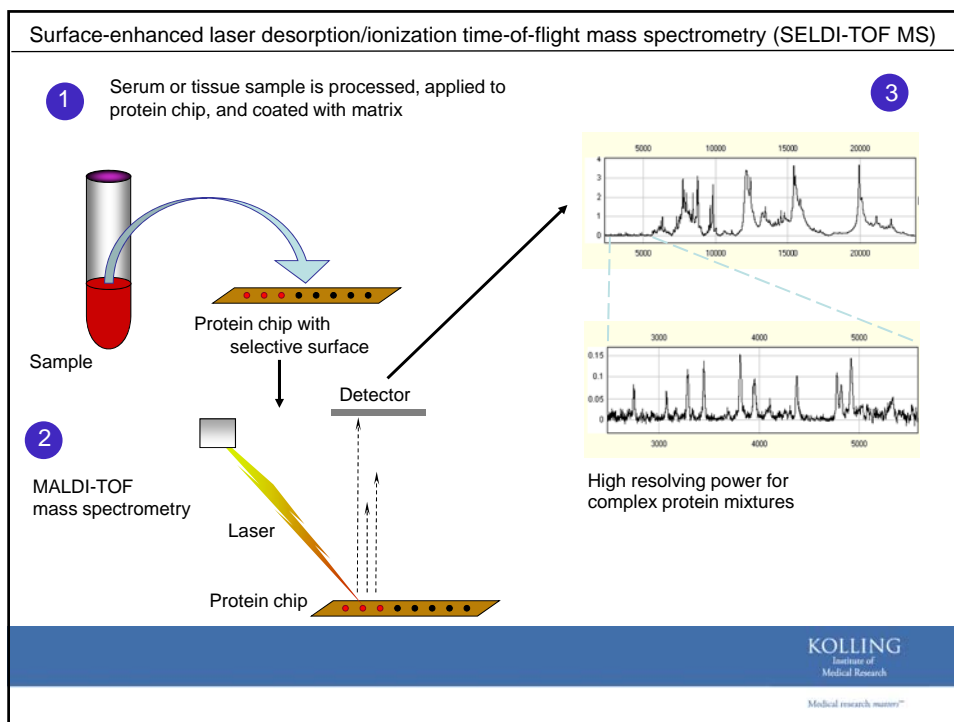 Surface-enhanced laser desorption/ionization time-of-flight mass spectrometry (SELDI-TOF MS)
1
Serum or tissue sample is processed, applied to
protein chip, and coated with matrix
Sample
Protein chip with
selective surface
2
MALDI-TOF
mass spectrometry
Laser
Detector
Protein chip
3
5000 10000 15000 20000
4
3
2
1
0
5000 10000 15000 20000
3000 4000 5000
0.15
0.1
0.05
0
3000 4000 5000
High resolving power for
complex protein mixtures
KOLLING
Institute of
Medical Research
Medical research matters™